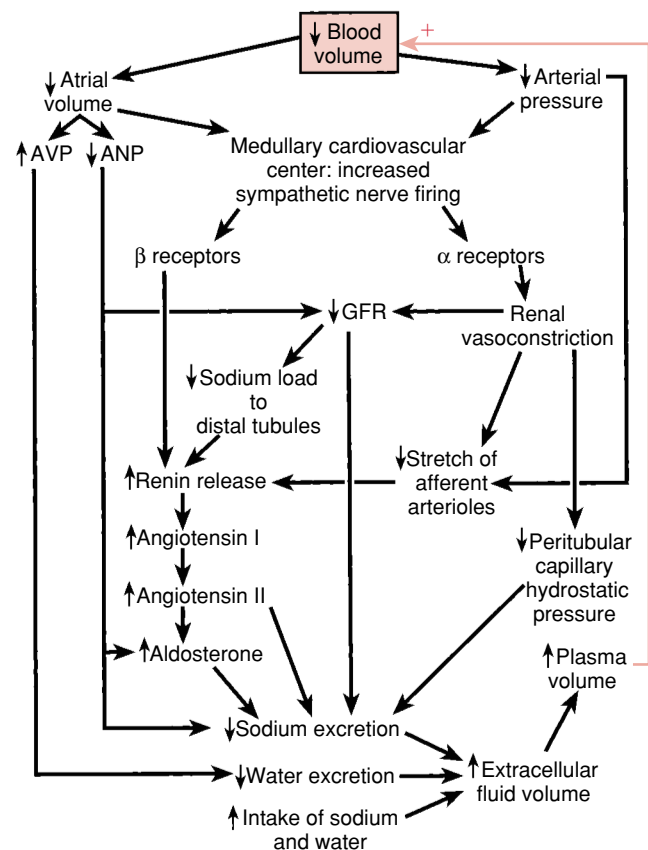 ↓ Blood
volume
+
↓ Atrial
volume
↓ Arterial
pressure
↑ AVP ↓ ANP
Medullary cardiovascular
center: increased
sympathetic nerve firing
β receptors
α receptors
↓ GFR
Renal
vasoconstriction
↓ Sodium load
to
distal tubules
↓ Stretch of
afferent
arterioles
↑ Renin release
↑ Angiotensin I
↓ Peritubular
capillary
hydrostatic
pressure
↑ Angiotensin II
↑ Aldosterone
↑ Plasma
volume
↓ Sodium excretion
↓ Water excretion
↑ Extracellular
fluid volume
↑ Intake of sodium
and water